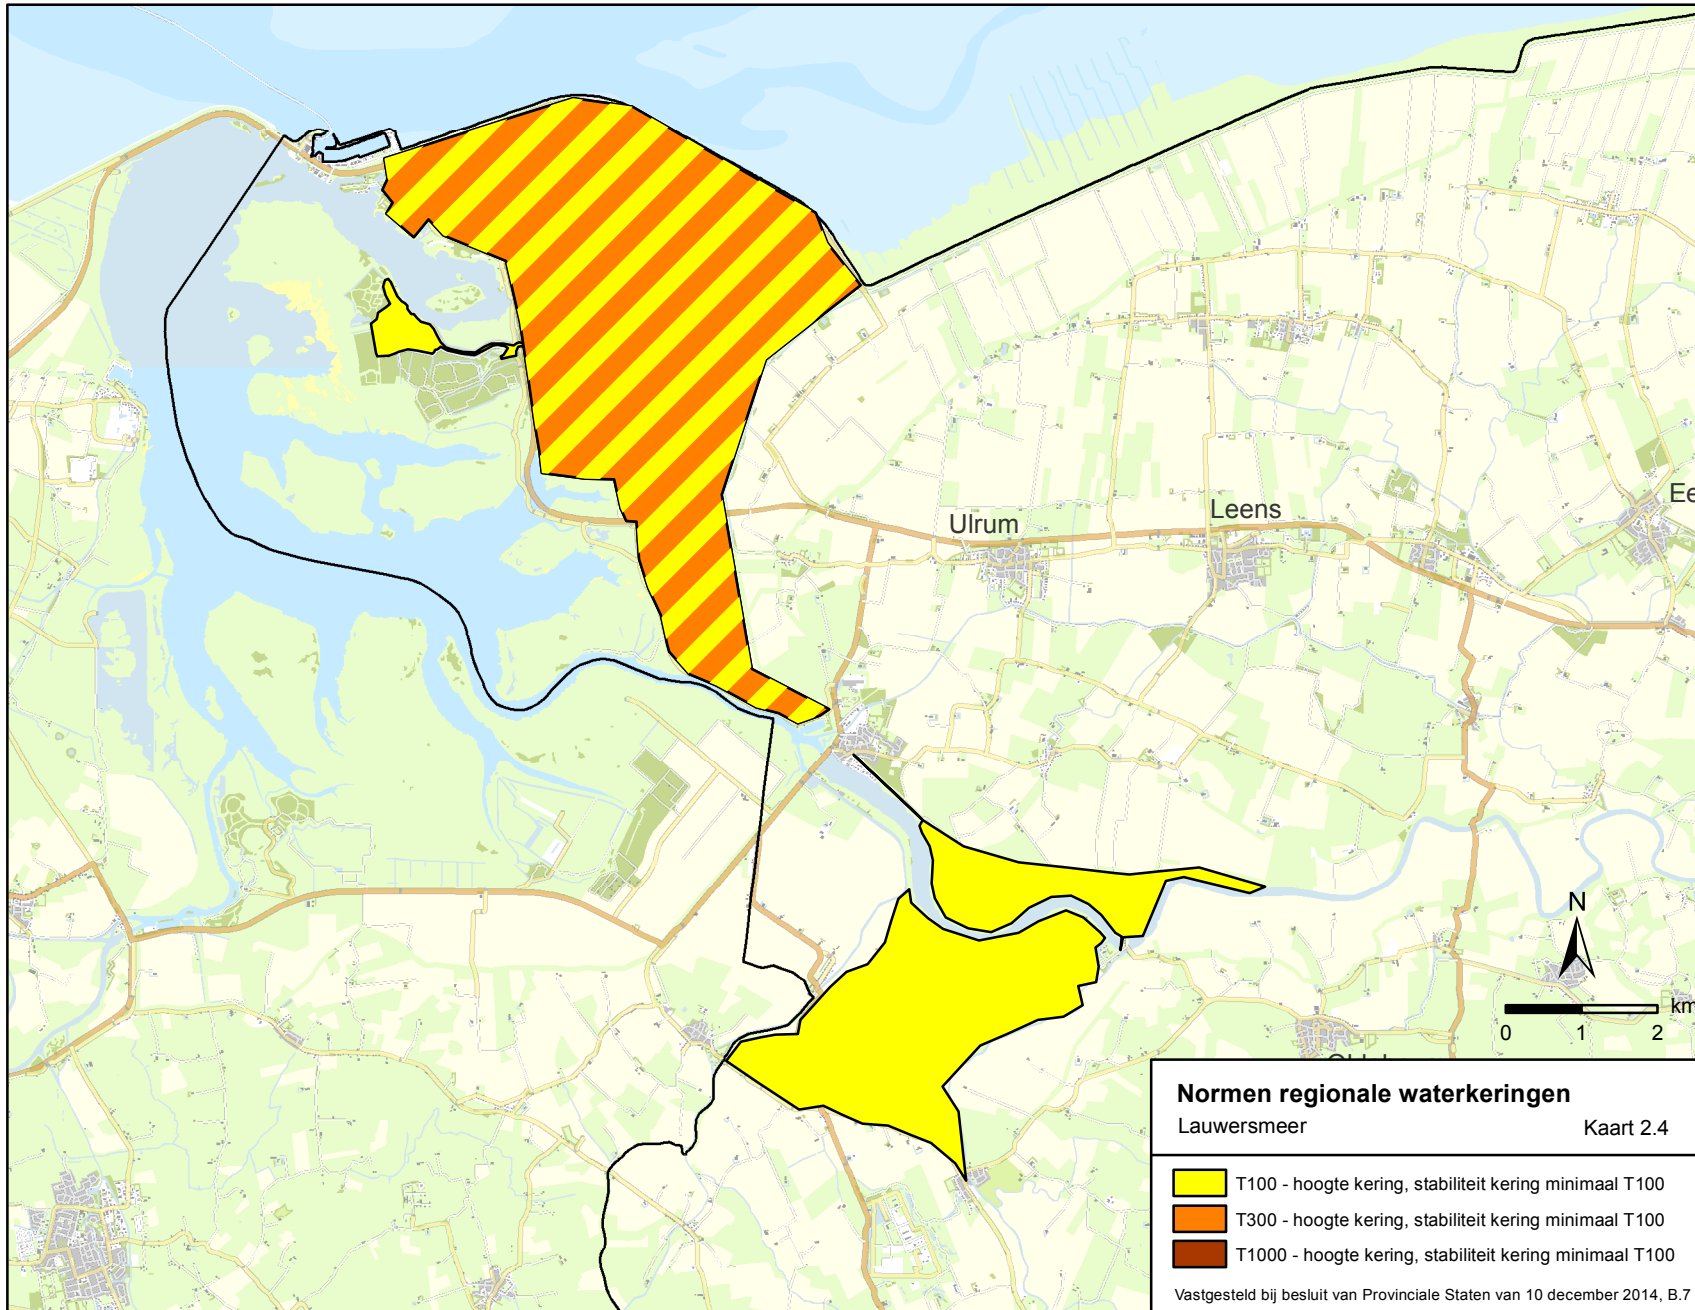 Ulrum
Leens
Ee
N
km
0 1 2
Normen regionale waterkeringen
Lauwersmeer
Kaart 2.4
T100 - hoogte kering, stabiliteit kering minimaal T100
T300 - hoogte kering, stabiliteit kering minimaal T100
T1000 - hoogte kering, stabiliteit kering minimaal T100
Vastgesteld bij besluit van Provinciale Staten van 10 december 2014, B.7